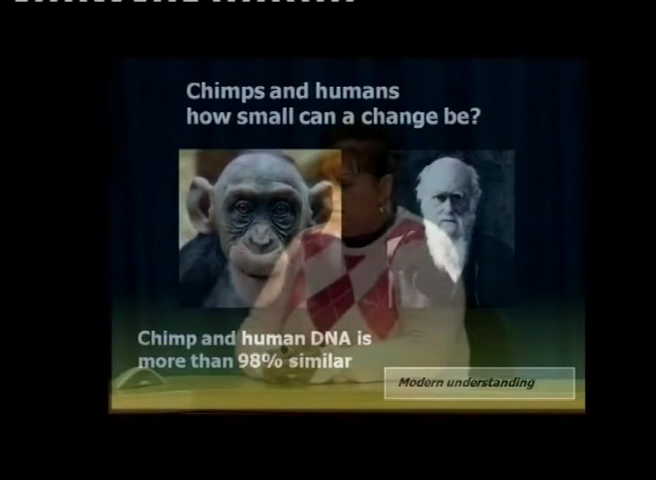 Chimps and humans
how small can a change be?
Chimp and human DNA is
more than 98% similar
Modern understanding